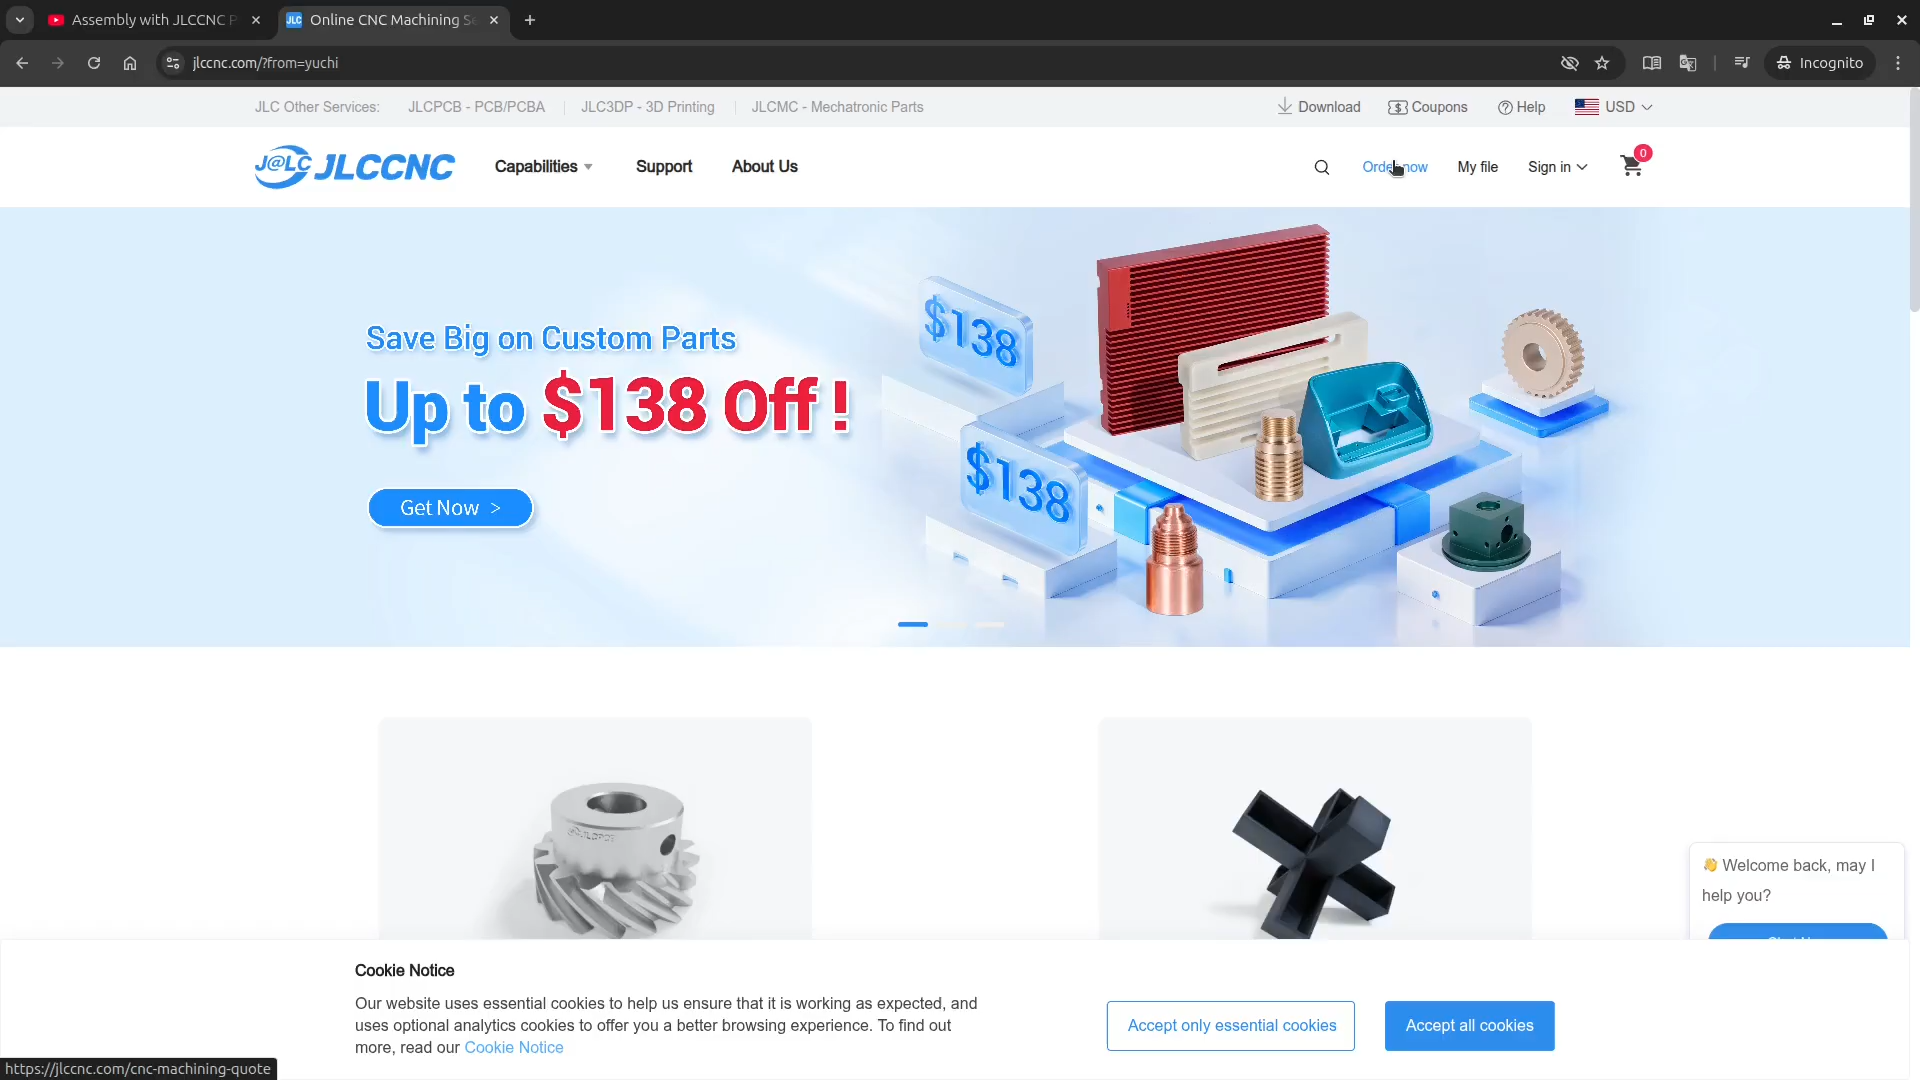 Assembly with JLCCNC P
Online CNC Machining Se
jlccnc.com/?from=yuchi
Incognito
JLC Other Services:
JLCPCB - PCB/PCBA
JLC3DP - 3D Printing
JLCMC - Mechatronic Parts
Download
Coupons
Help
USD
J@LC JLCCNC
Capabilities
Support
About Us
Order now
My file
Sign in
0
Save Big on Custom Parts
Up to $138 Off !
Get Now >
$138
$138
Welcome back, may I
help you?
Cookie Notice
Our website uses essential cookies to help us ensure that it is working as expected, and
uses optional analytics cookies to offer you a better browsing experience. To find out
more, read our Cookie Notice
Accept only essential cookies
Accept all cookies
https://jlccnc.com/cnc-machining-quote